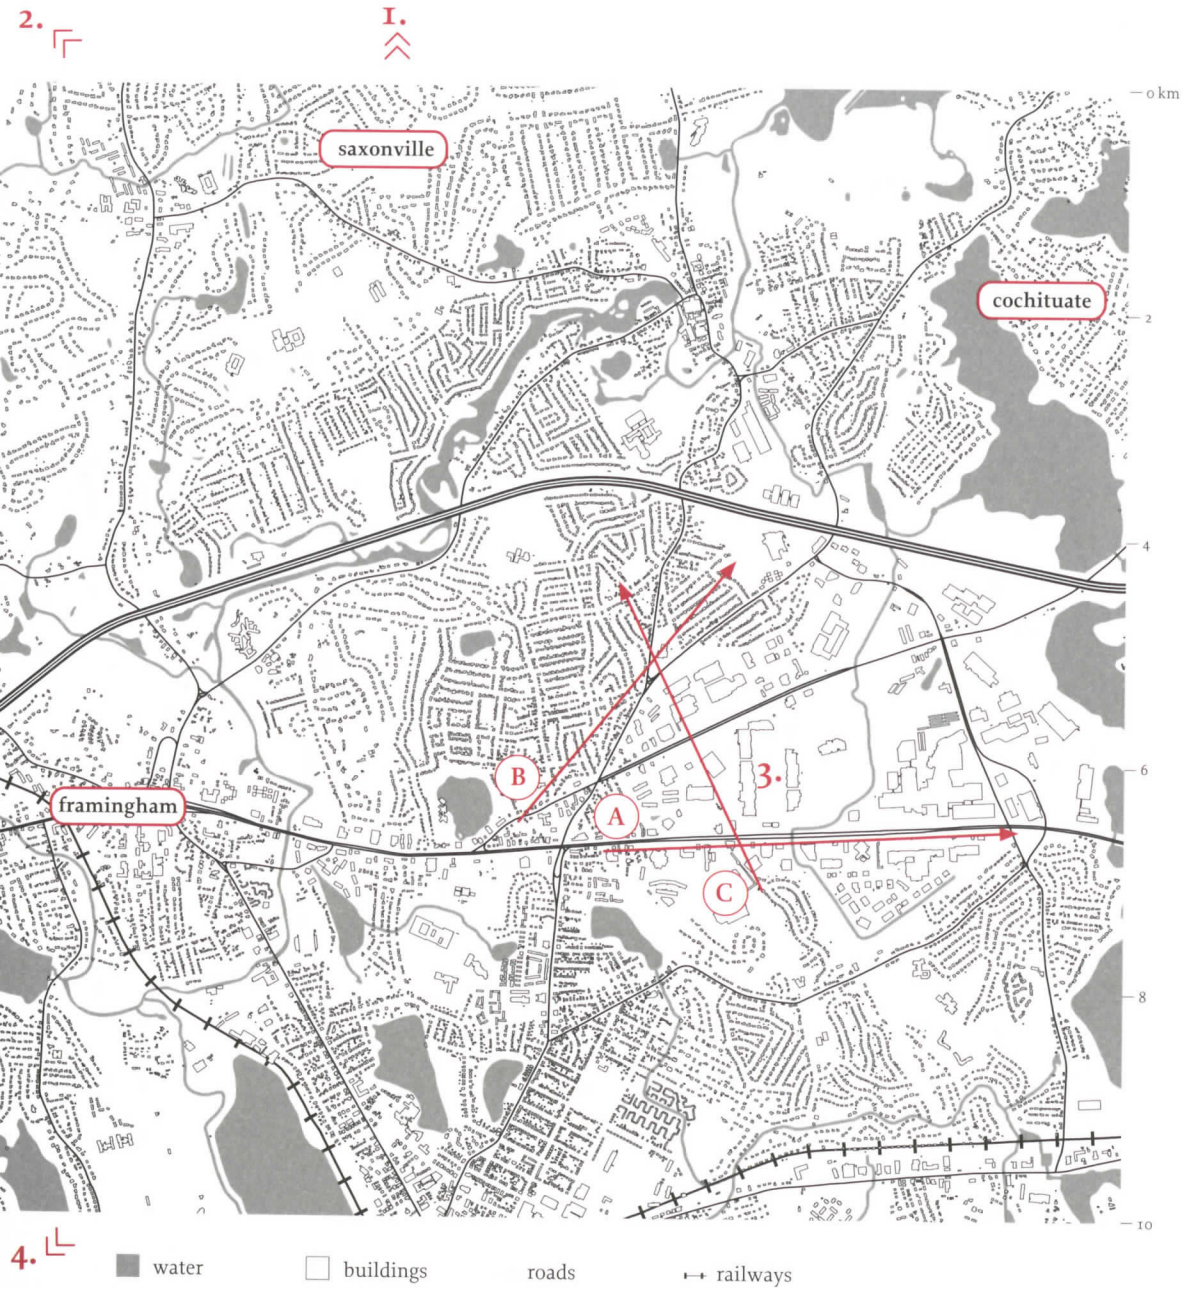 2.
1.
0 km
saxonville
cochituate
2
4
B
3.
6
framingham
A
C
8
10
4.
water
buildings
roads
railways